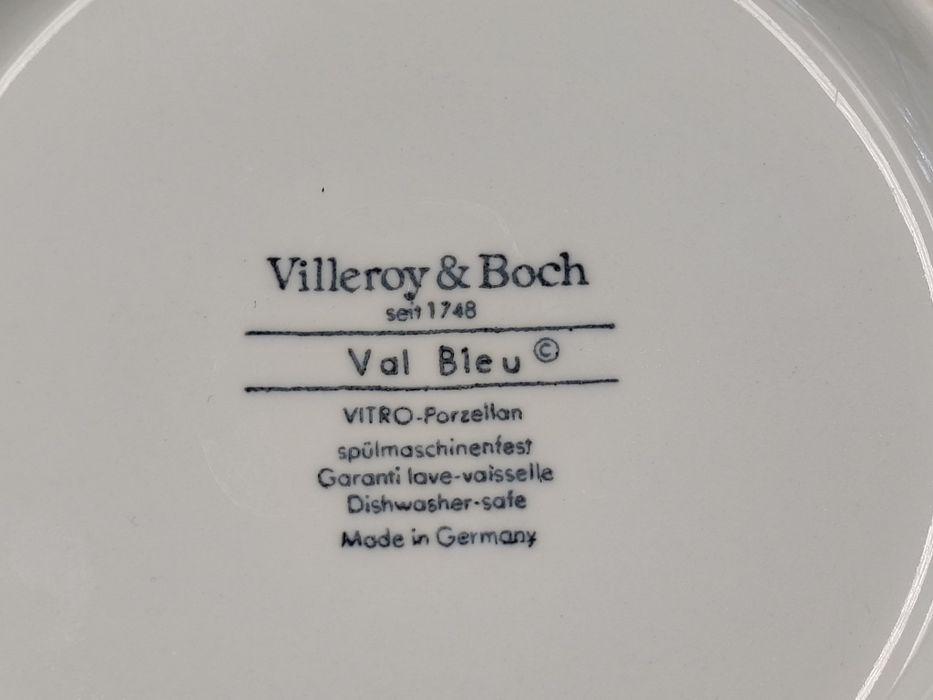 Villeroy & Boch
seit 1748
Val Bleu ©
VITRO-Porzellan
spülmaschinenfest
Garanti lave-vaisselle
Dishwasher-safe
Made in Germany